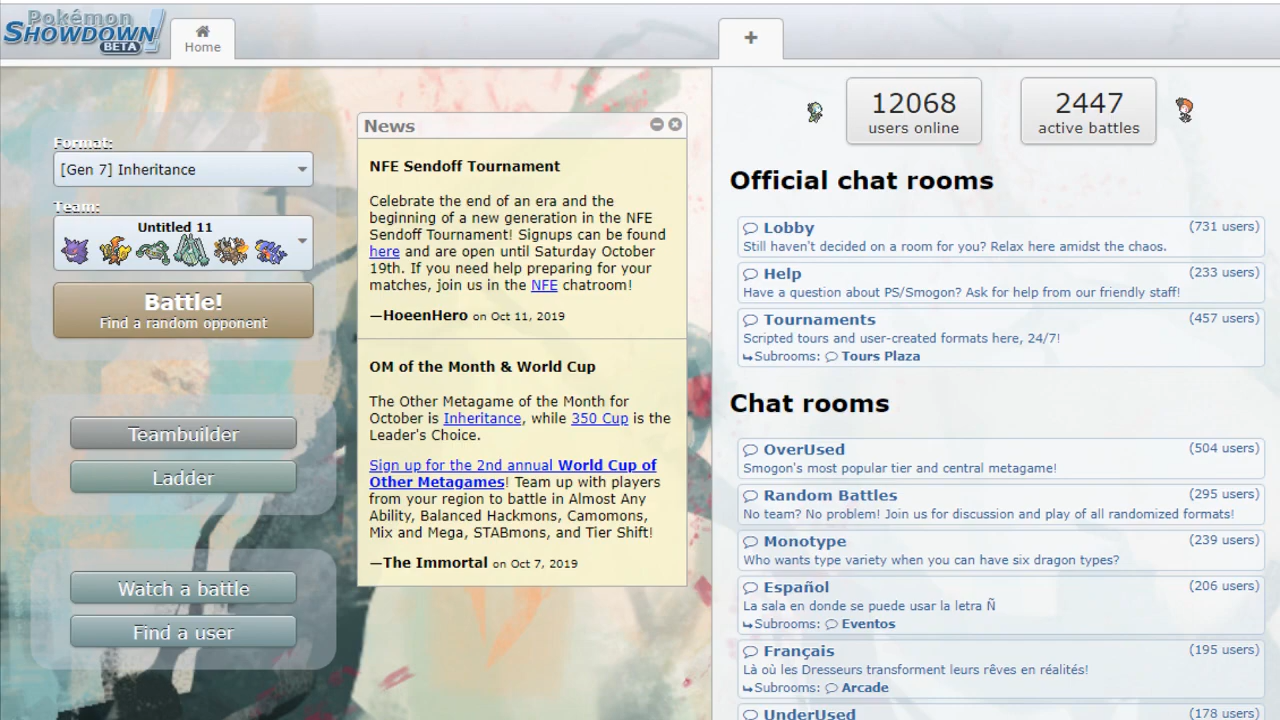 Pokémon
SHOWDOWN!
BETA
Home
+
Format:
[Gen 7] Inheritance
Team:
Untitled 11
Battle!
Find a random opponent
Teambuilder
Ladder
Watch a battle
Find a user
News
NFE Sendoff Tournament
Celebrate the end of an era and the
beginning of a new generation in the NFE
Sendoff Tournament! Signups can be found
here and are open until Saturday October
19th. If you need help preparing for your
matches, join us in the NFE chatroom!
—HoeenHero on Oct 11, 2019
OM of the Month & World Cup
The Other Metagame of the Month for
October is Inheritance, while 350 Cup is the
Leader's Choice.
Sign up for the 2nd annual World Cup of
Other Metagames! Team up with players
from your region to battle in Almost Any
Ability, Balanced Hackmons, Camomons,
Mix and Mega, STABmons, and Tier Shift!
—The Immortal on Oct 7, 2019
12068
users online
2447
active battles
Official chat rooms
Lobby (731 users)
Still haven't decided on a room for you? Relax here amidst the chaos.
Help (233 users)
Have a question about PS/Smogon? Ask for help from our friendly staff!
Tournaments (457 users)
Scripted tours and user-created formats here, 24/7!
↳Subrooms: Tours Plaza
Chat rooms
OverUsed (504 users)
Smogon's most popular tier and central metagame!
Random Battles (295 users)
No team? No problem! Join us for discussion and play of all randomized formats!
Monotype (239 users)
Who wants type variety when you can have six dragon types?
Español (206 users)
La sala en donde se puede usar la letra Ñ
↳Subrooms: Eventos
Français (195 users)
Là où les Dresseurs transforment leurs rêves en réalités!
↳Subrooms: Arcade
UnderUsed (178 users)